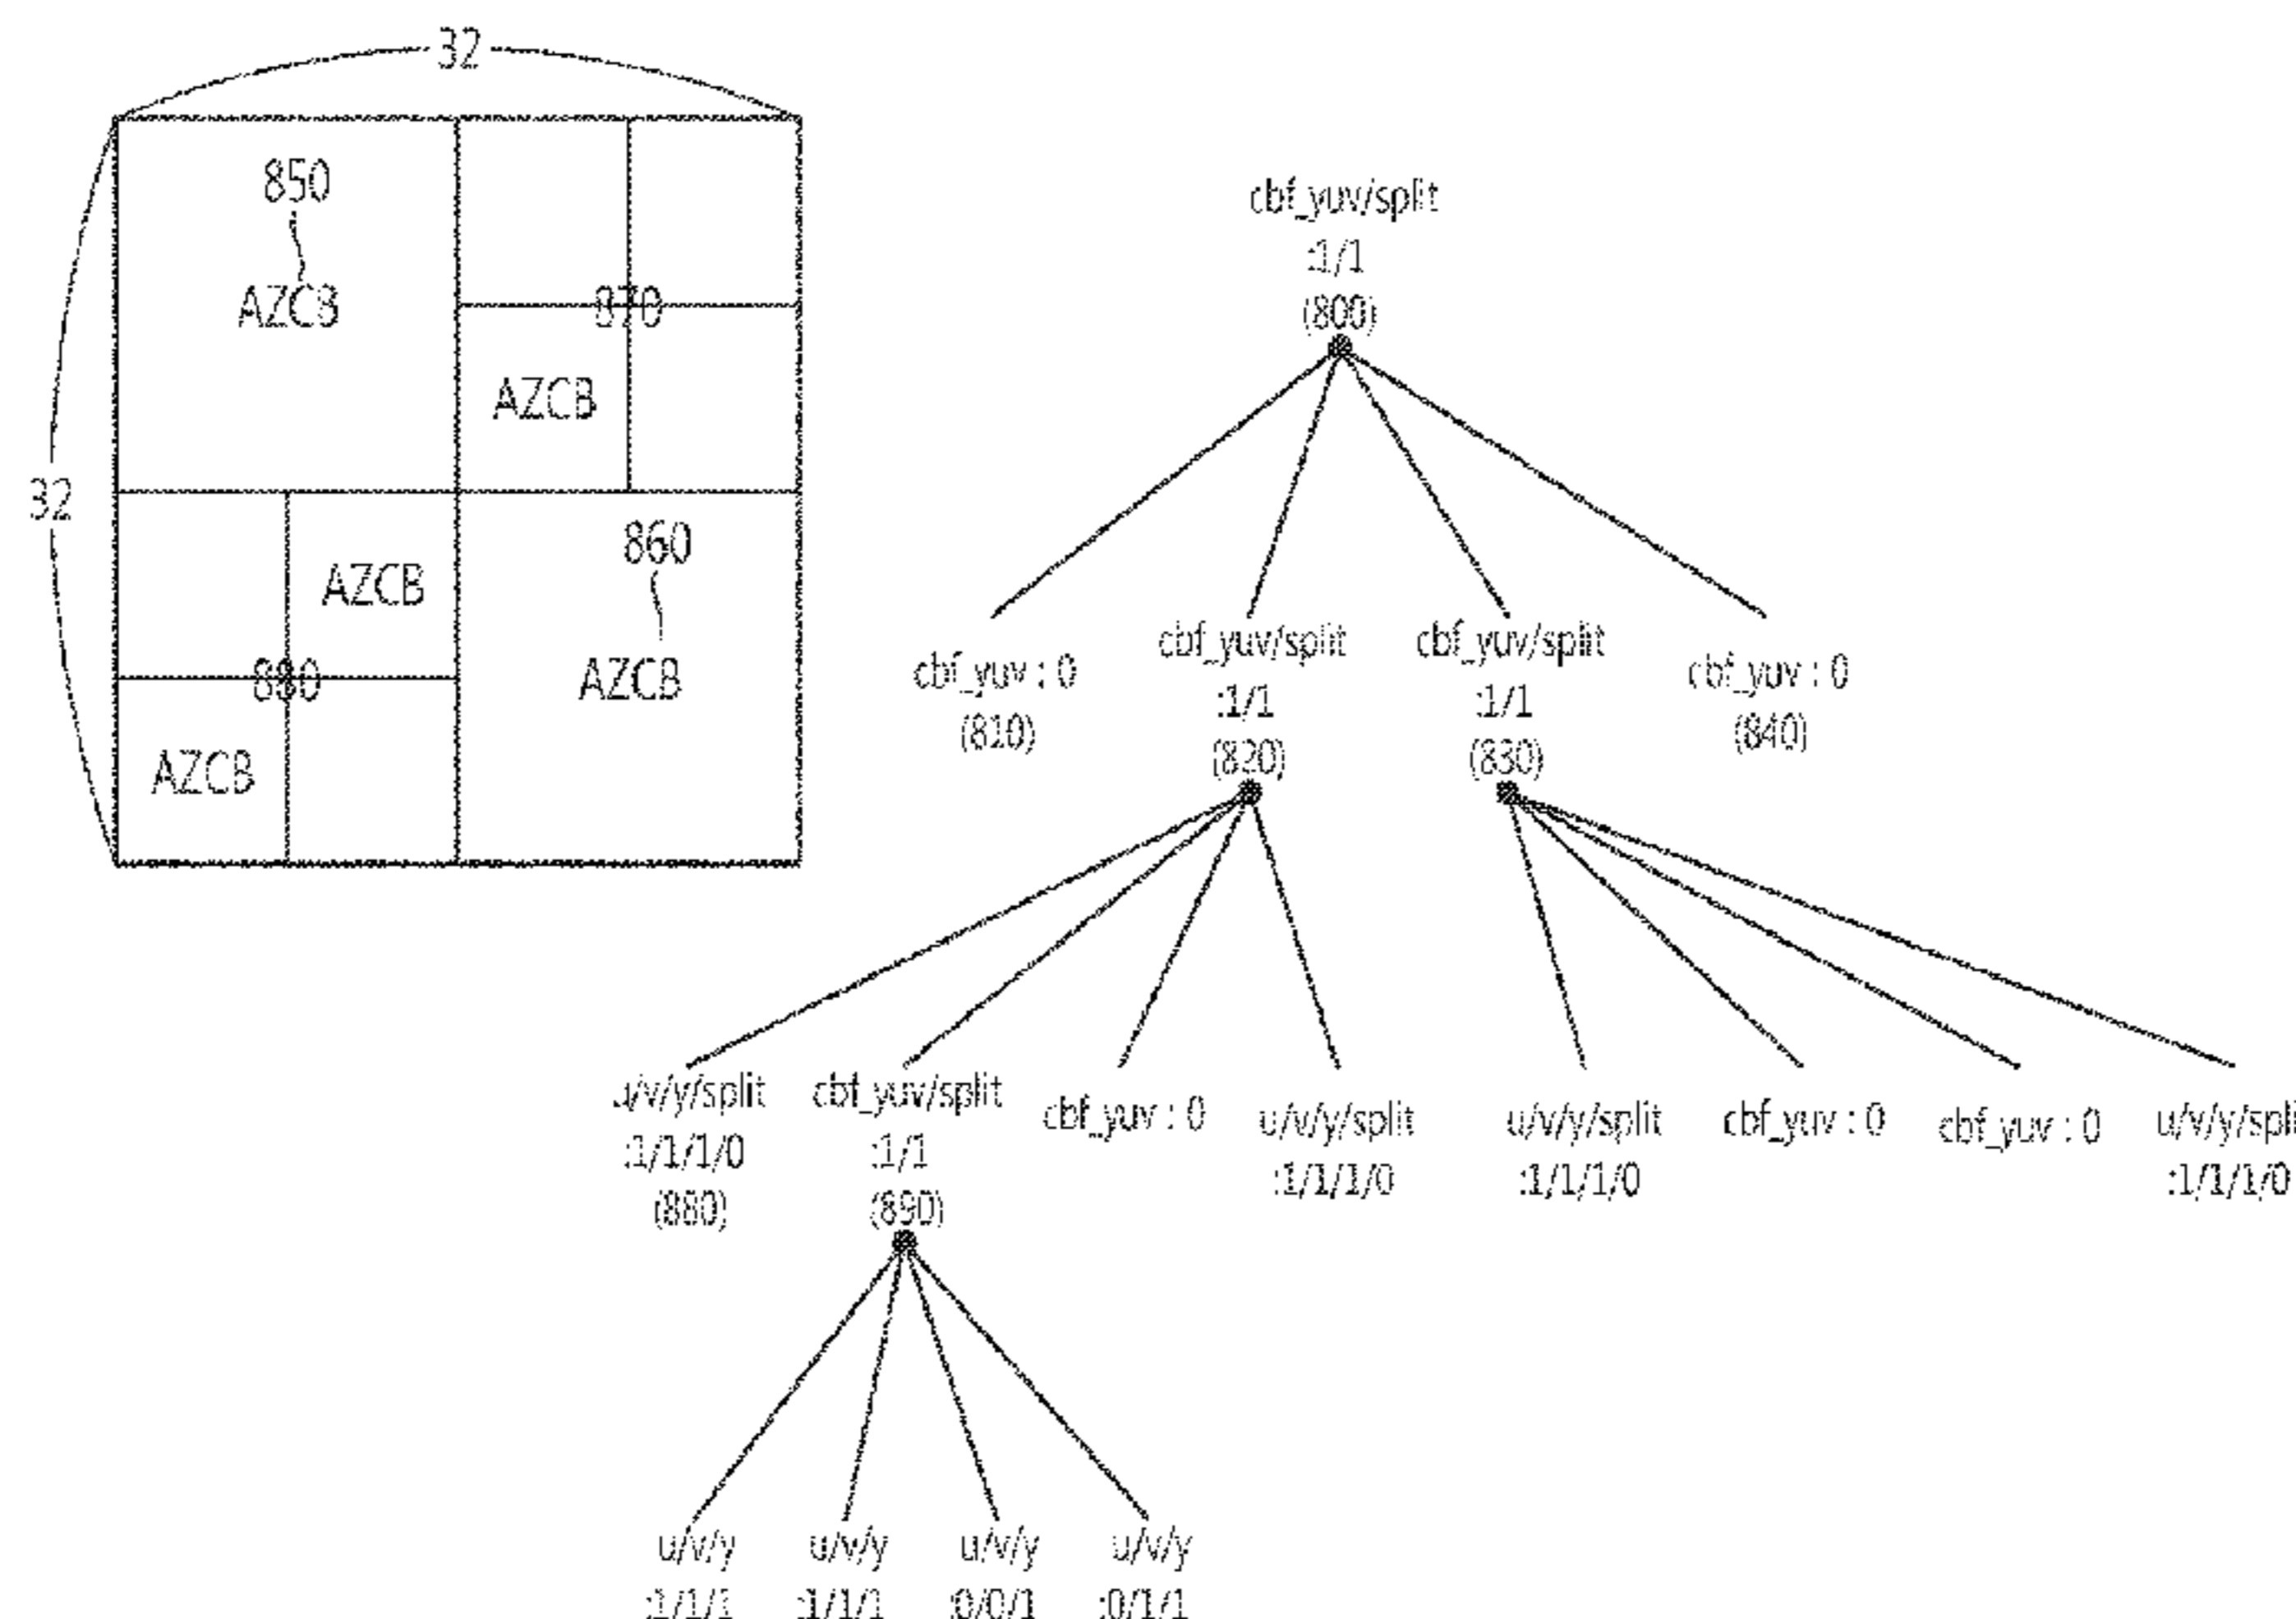 32
32
850
AZCB
870
AZCB
AZCB
880
AZCB
860
AZCB
cbf_yuv/split
:1/1
(800)
cbf_yuv : 0
(810)
cbf_yuv/split
:1/1
(820)
cbf_yuv/split
:1/1
(830)
cbf_yuv : 0
(840)
u/v/y/split
:1/1/1/0
(880)
cbf_yuv/split
:1/1
(890)
cbf_yuv : 0
u/v/y/split
:1/1/1/0
u/v/y/split
:1/1/1/0
cbf_yuv : 0
cbf_yuv : 0
u/v/y/spli
:1/1/1/0
u/v/y
:1/1/1
u/v/y
:1/1/1
u/v/y
:0/0/1
u/v/y
:0/1/1